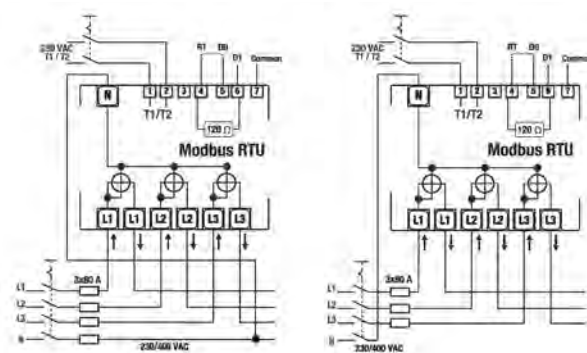 230 VAC
T1 / T2
RT D0
D1
Common
N
1 2 3 4 5 6 7
T1/T2
120 Ω
Modbus RTU
L1 L1 L2 L2 L3 L3
3x80 A
L1
L2
L3
N
230/400 VAC
230 VAC
T1 / T2
RT D0
D1
Common
N
1 2 3 4 5 6 7
T1/T2
120 Ω
Modbus RTU
L1 L1 L2 L2 L3 L3
3x80 A
L1
L2
L3
N
230/400 VAC